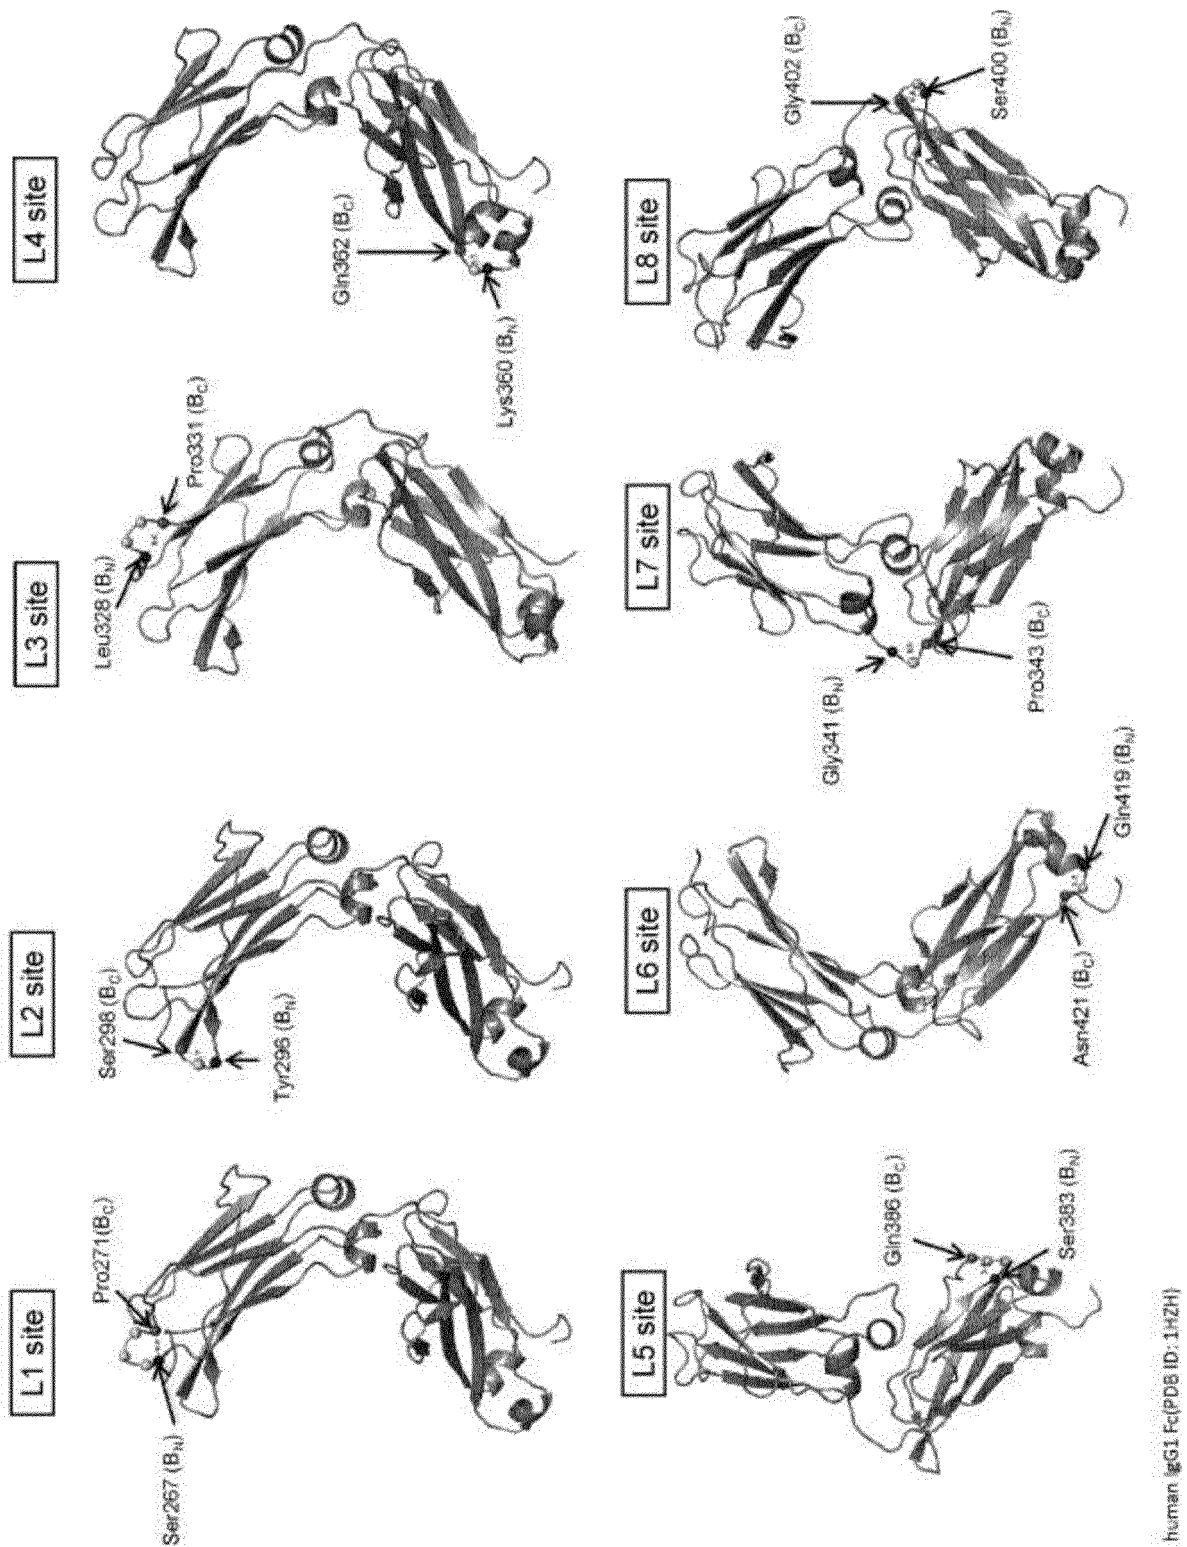 L1 site
Pro271(BC)
Ser267 (BN)
L2 site
Ser298 (BC)
Tyr296 (BN)
L3 site
Leu328 (BN)
Pro331 (BC)
L4 site
Gln362 (BC)
Lys360 (BN)
L5 site
Gln386 (BC)
Ser383 (BN)
L6 site
Asn421 (BC)
Gln419 (BN)
L7 site
Gly341 (BN)
Pro343 (BC)
L8 site
Gly402 (BC)
Ser400 (BN)
human IgG1 Fc(PDB ID: 1HZH)